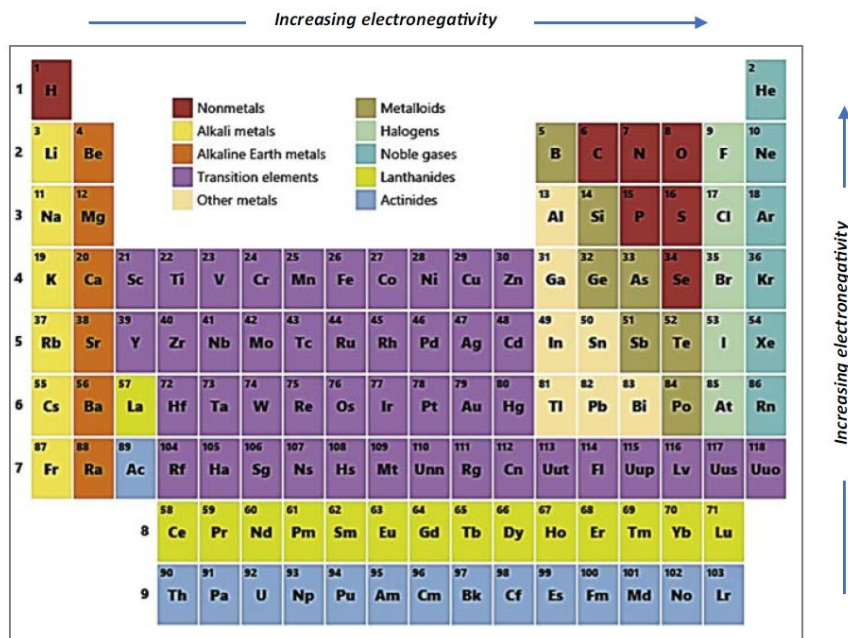 Increasing electronegativity
1 2
1 H He
Nonmetals Metalloids
Alkali metals Halogens
Alkaline Earth metals Noble gases
Transition elements Lanthanides
Other metals Actinides
3 4 5 6 7 8 9 10
2 Li Be B C N O F Ne
11 12 13 14 15 16 17 18
3 Na Mg Al Si P S Cl Ar
19 20 21 22 23 24 25 26 27 28 29 30 31 32 33 34 35 36
4 K Ca Sc Ti V Cr Mn Fe Co Ni Cu Zn Ga Ge As Se Br Kr
37 38 39 40 41 42 43 44 45 46 47 48 49 50 51 52 53 54
5 Rb Sr Y Zr Nb Mo Tc Ru Rh Pd Ag Cd In Sn Sb Te I Xe
55 56 57 72 73 74 75 76 77 78 79 80 81 82 83 84 85 86
6 Cs Ba La Hf Ta W Re Os Ir Pt Au Hg Tl Pb Bi Po At Rn
87 88 89 104 105 106 107 108 109 110 111 112 113 114 115 116 117 118
7 Fr Ra Ac Rf Ha Sg Ns Hs Mt Unn Rg Cn Uut Fl Uup Lv Uus Uuo
58 59 60 61 62 63 64 65 66 67 68 69 70 71
8 Ce Pr Nd Pm Sm Eu Gd Tb Dy Ho Er Tm Yb Lu
90 91 92 93 94 95 96 97 98 99 100 101 102 103
9 Th Pa U Np Pu Am Cm Bk Cf Es Fm Md No Lr
Increasing electronegativity